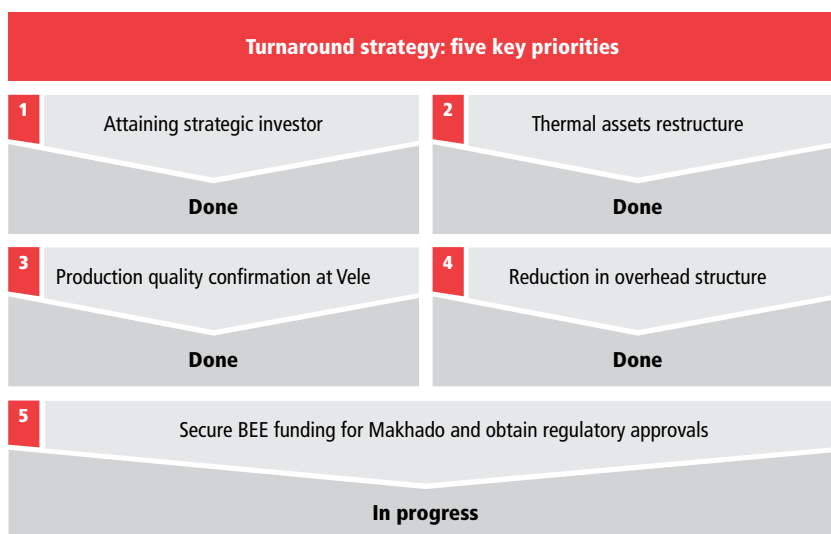 Turnaround strategy: five key priorities
1
Attaining strategic investor
Done
2
Thermal assets restructure
Done
3
Production quality confirmation at Vele
Done
4
Reduction in overhead structure
Done
5
Secure BEE funding for Makhado and obtain regulatory approvals
In progress